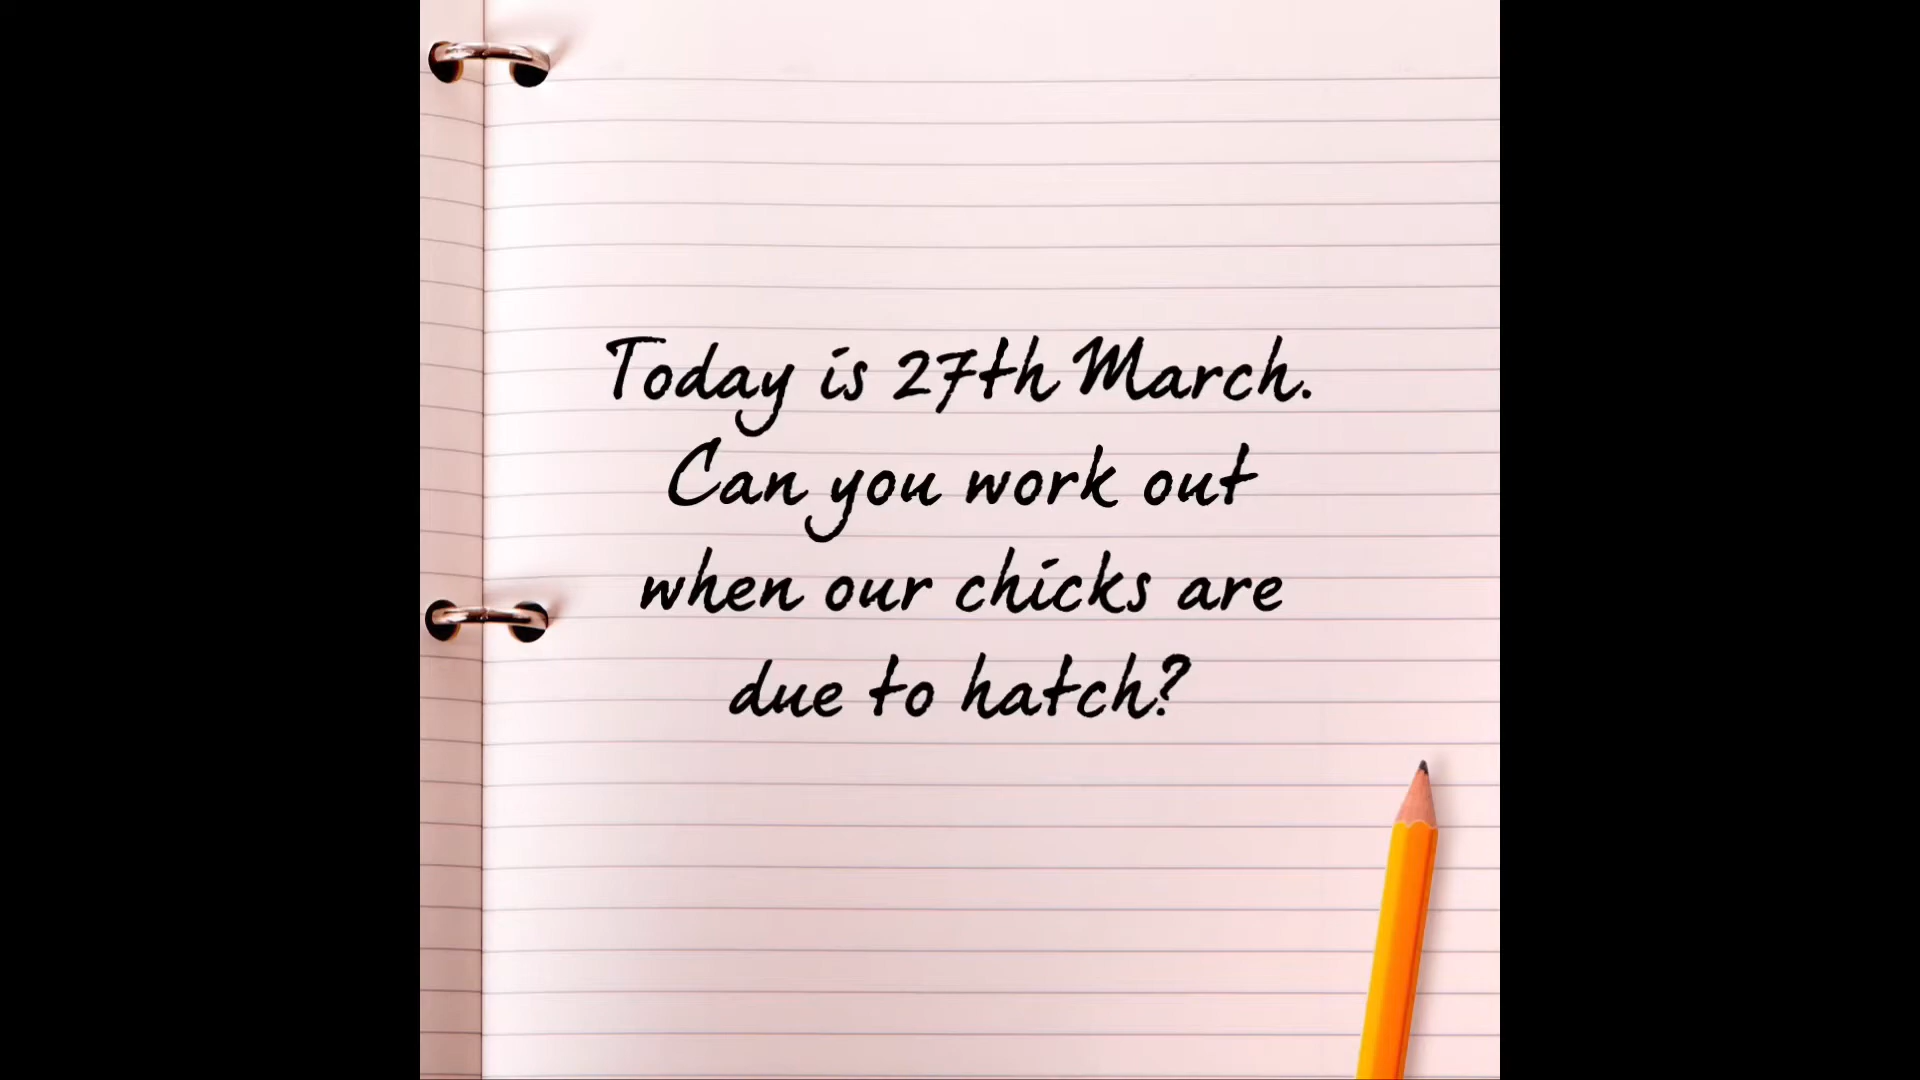 Today is 27th March.
Can you work out
when our chicks are
due to hatch?